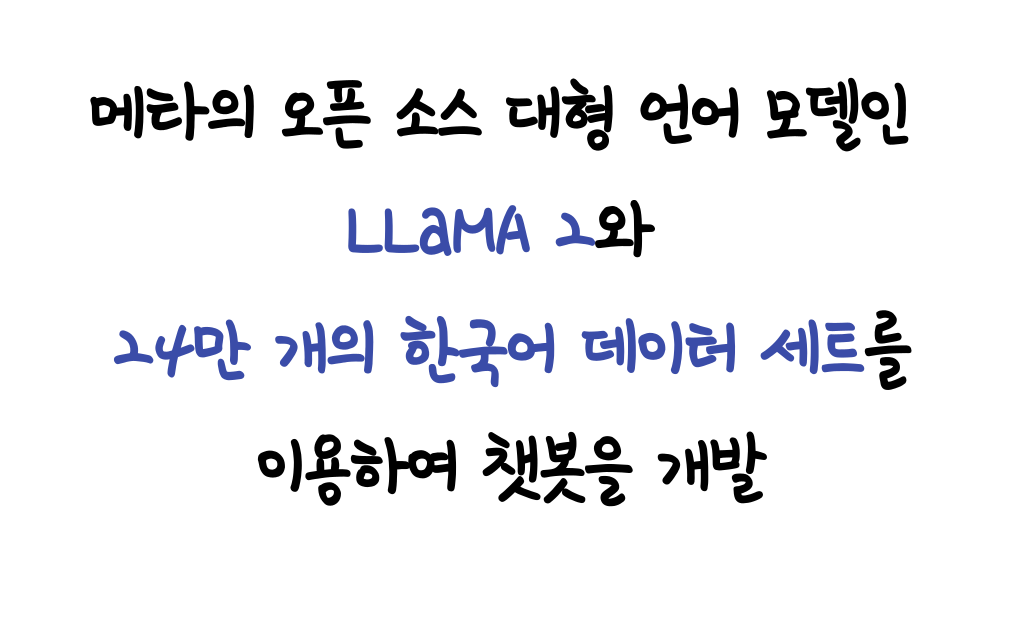 메타의 오픈 소스 대형 언어 모델인
LLaMA 2와
24만 개의 한국어 데이터 세트를
이용하여 챗봇을 개발